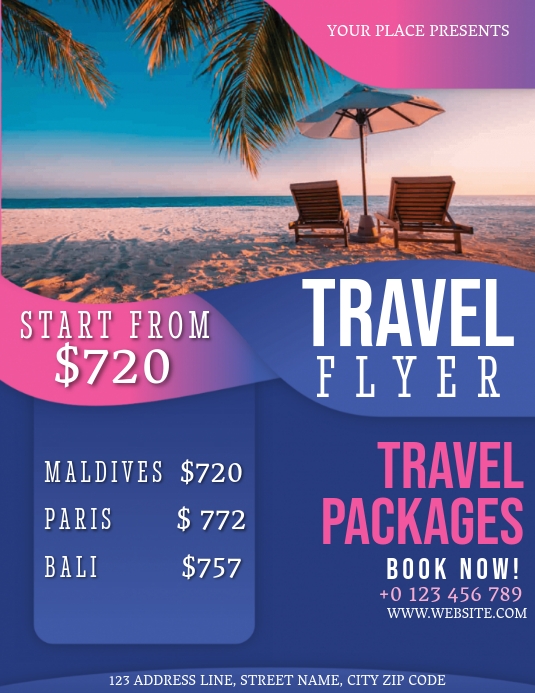 YOUR PLACE PRESENTS
START FROM
$720
TRAVEL
FLYER
MALDIVES $720
PARIS $ 772
BALI $757
TRAVEL
PACKAGES
BOOK NOW!
+0 123 456 789
WWW.WEBSITE.COM
123 ADDRESS LINE, STREET NAME, CITY ZIP CODE